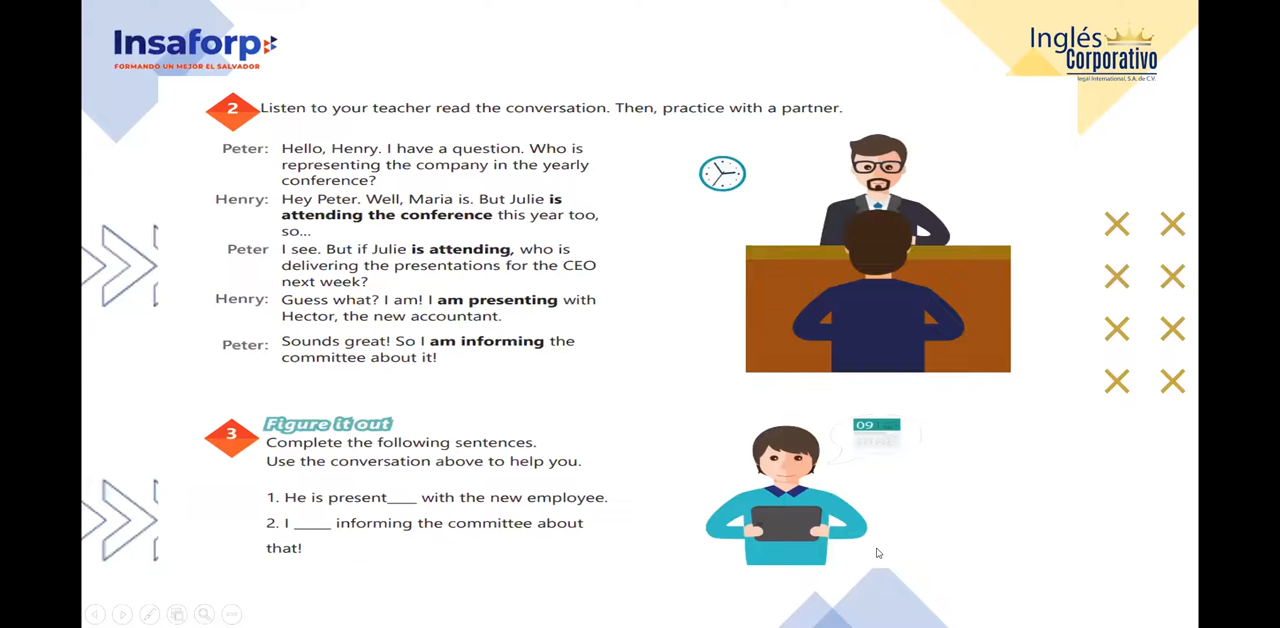 Insaforp
FORMANDO UN MEJOR EL SALVADOR
Inglés
Corporativo
legal International, S.A. de C.V.
2 Listen to your teacher read the conversation. Then, practice with a partner.
Peter: Hello, Henry. I have a question. Who is
representing the company in the yearly
conference?
Henry: Hey Peter. Well, Maria is. But Julie is
attending the conference this year too,
so...
Peter I see. But if Julie is attending, who is
delivering the presentations for the CEO
next week?
Henry: Guess what? I am! I am presenting with
Hector, the new accountant.
Peter: Sounds great! So I am informing the
committee about it!
3 Figure it out
Complete the following sentences.
Use the conversation above to help you.
1. He is present____ with the new employee.
2. I _____ informing the committee about
that!
09